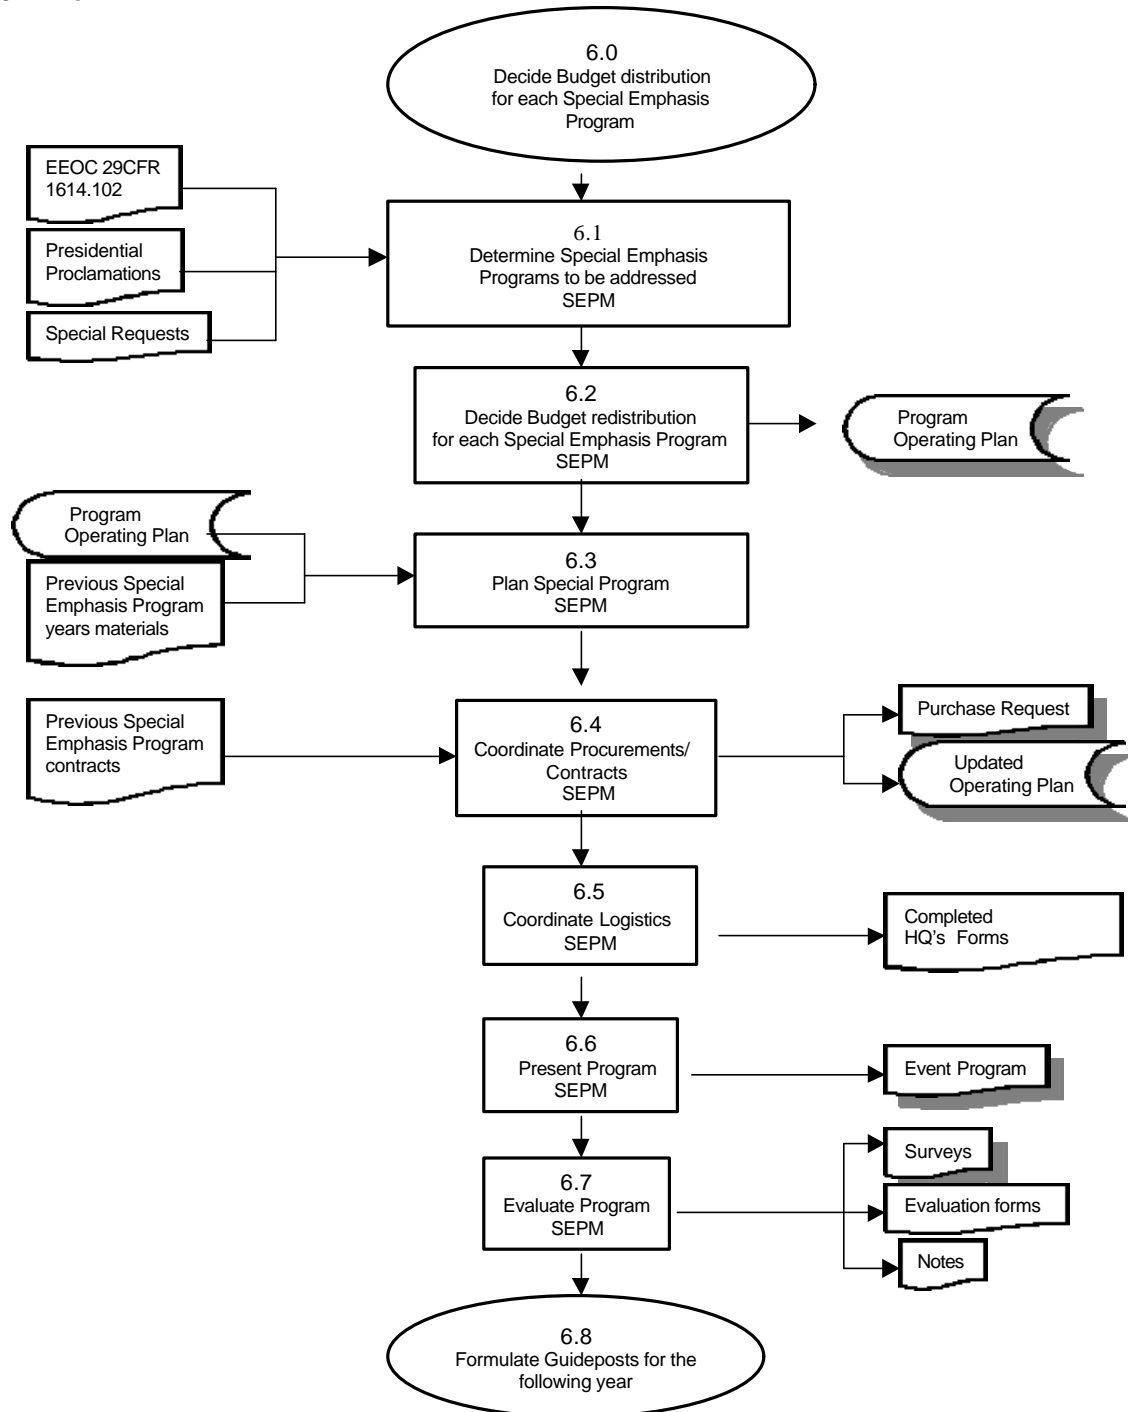 6.0
Decide Budget distribution
for each Special Emphasis
Program
EEOC 29CFR
1614.102
Presidential
Proclamations
Special Requests
6.1
Determine Special Emphasis
Programs to be addressed
SEPM
6.2
Decide Budget redistribution
for each Special Emphasis Program
SEPM
Program
Operating Plan
Program
Operating Plan
Previous Special
Emphasis Program
years materials
6.3
Plan Special Program
SEPM
Previous Special
Emphasis Program
contracts
6.4
Coordinate Procurements/
Contracts
SEPM
Purchase Request
Updated
Operating Plan
6.5
Coordinate Logistics
SEPM
Completed
HQ's Forms
6.6
Present Program
SEPM
Event Program
6.7
Evaluate Program
SEPM
Surveys
Evaluation forms
Notes
6.8
Formulate Guideposts for the
following year